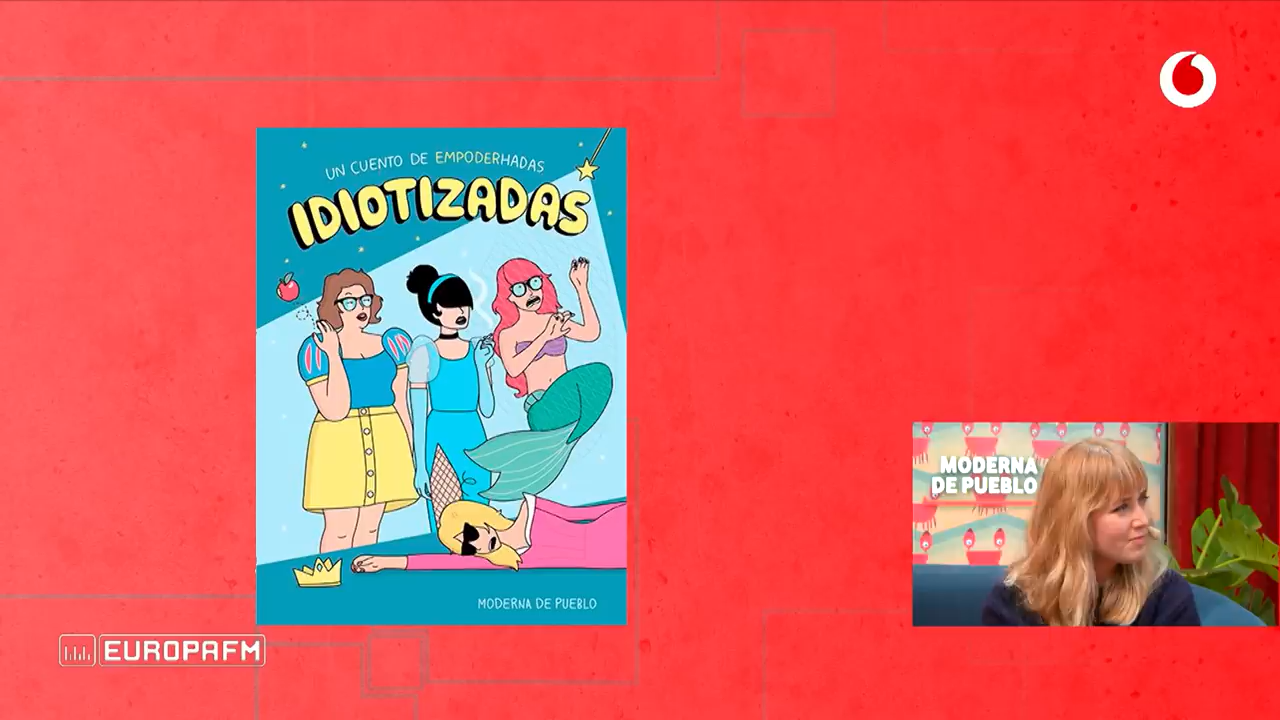 UN CUENTO DE EMPODERHADAS
IDIOTIZADAS
MODERNA DE PUEBLO
MODERNA
DE PUEBLO
EUROPAFM